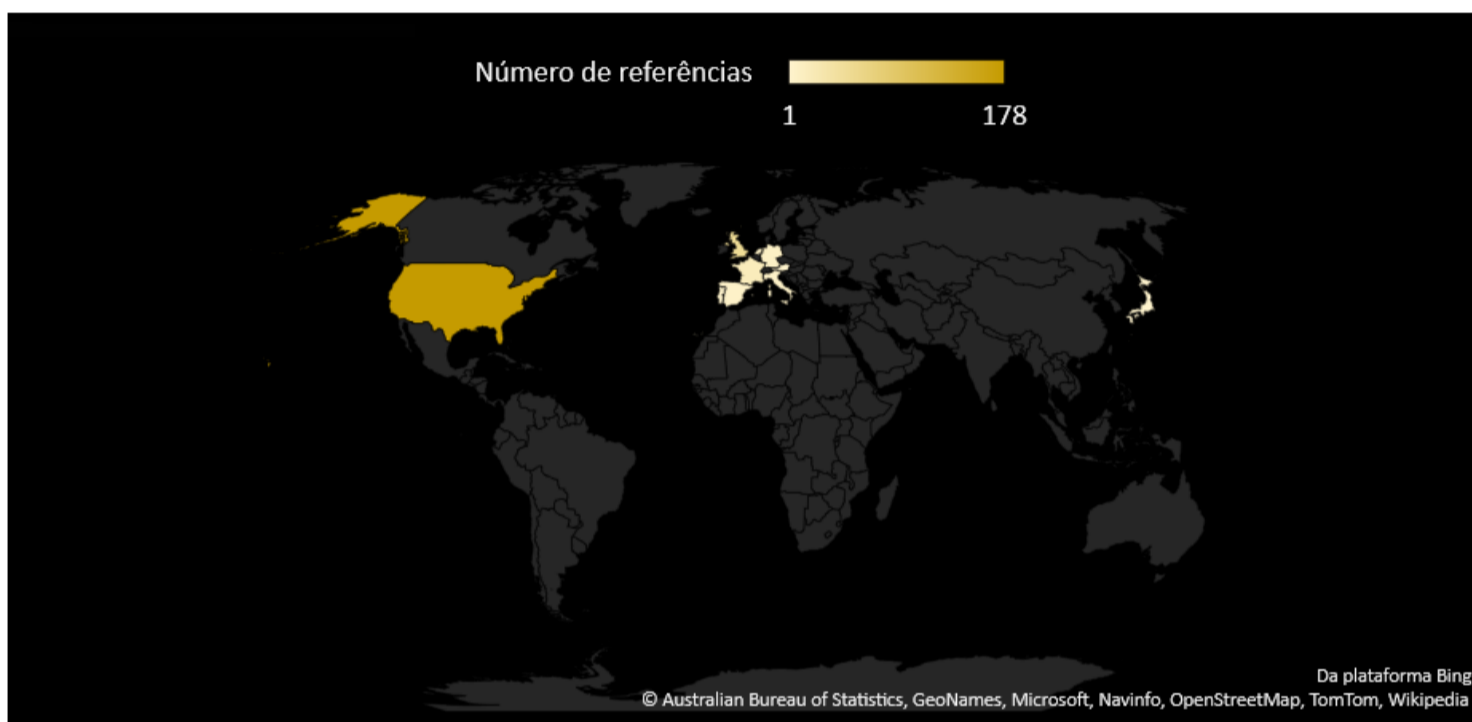 Número de referências
1 178
Da plataforma Bing
© Australian Bureau of Statistics, GeoNames, Microsoft, Navinfo, OpenStreetMap, TomTom, Wikipedia